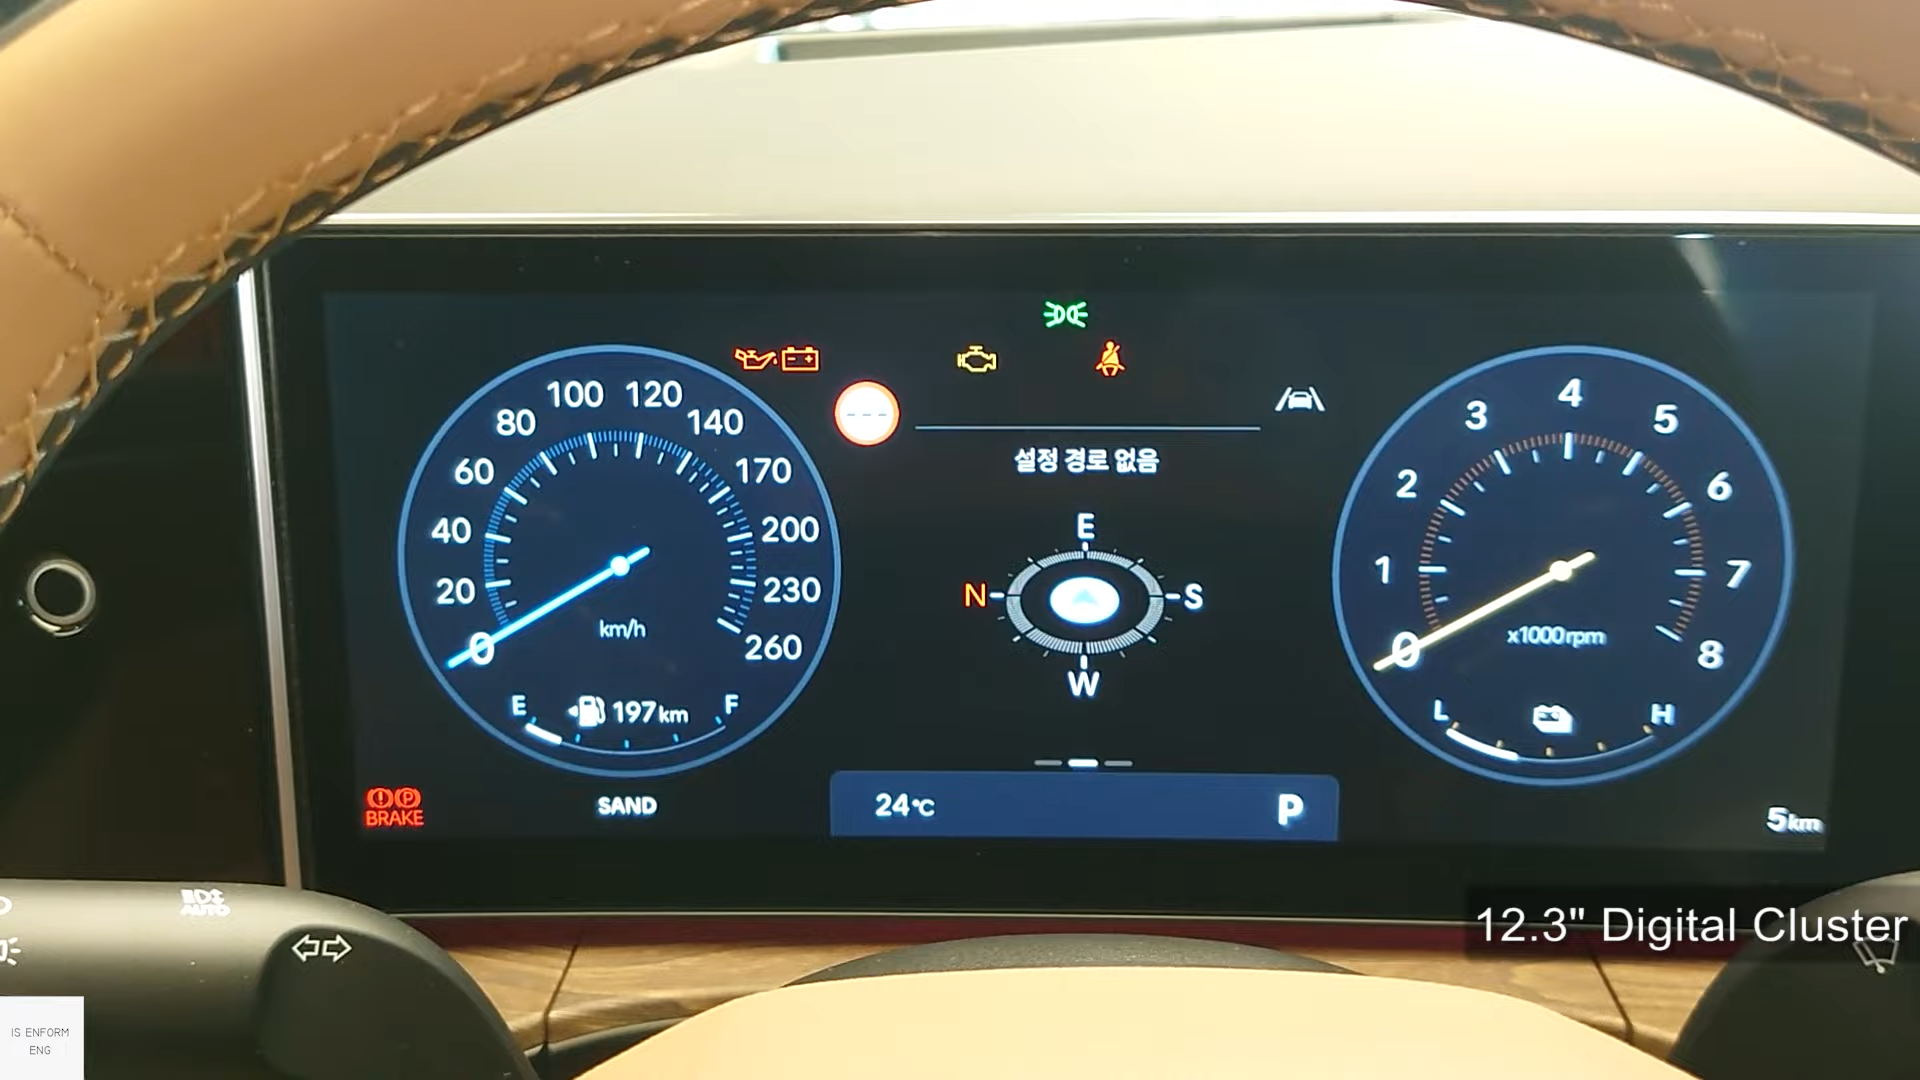 100 120
80 140
60 170
40 200
20 230
0 260
km/h
E 197km F
SAND
BRAKE
---
설정 경로 없음
E
N S
W
24°C P
4
3 5
2 6
1 7
0 8
x1000rpm
L H
5km
AUTO
12.3" Digital Cluster
IS ENFORM
ENG